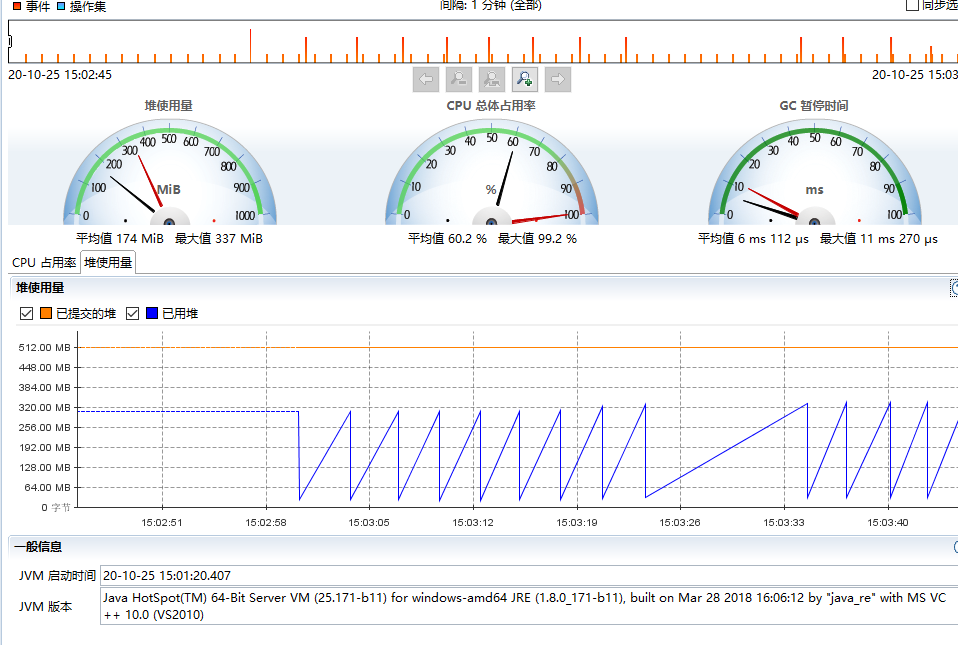 事件 操作集 间隔: 1 分钟 (全部) 同步选
20-10-25 15:02:45 20-10-25 15:03
堆使用量 CPU 总体占用率 GC 暂停时间
0 100 200 300 400 500 600 700 800 900 1000 MiB
0 10 20 30 40 50 60 70 80 90 100 %
0 10 20 30 40 50 60 70 80 90 100 ms
平均值 174 MiB 最大值 337 MiB 平均值 60.2 % 最大值 99.2 % 平均值 6 ms 112 µs 最大值 11 ms 270 µs
CPU 占用率 堆使用量
堆使用量
已提交的堆 已用堆
512.00 MB
448.00 MB
384.00 MB
320.00 MB
256.00 MB
192.00 MB
128.00 MB
64.00 MB
0 字节
15:02:51 15:02:58 15:03:05 15:03:12 15:03:19 15:03:26 15:03:33 15:03:40
一般信息
JVM 启动时间 20-10-25 15:01:20.407
JVM 版本 Java HotSpot(TM) 64-Bit Server VM (25.171-b11) for windows-amd64 JRE (1.8.0_171-b11), built on Mar 28 2018 16:06:12 by "java_re" with MS VC
++ 10.0 (VS2010)